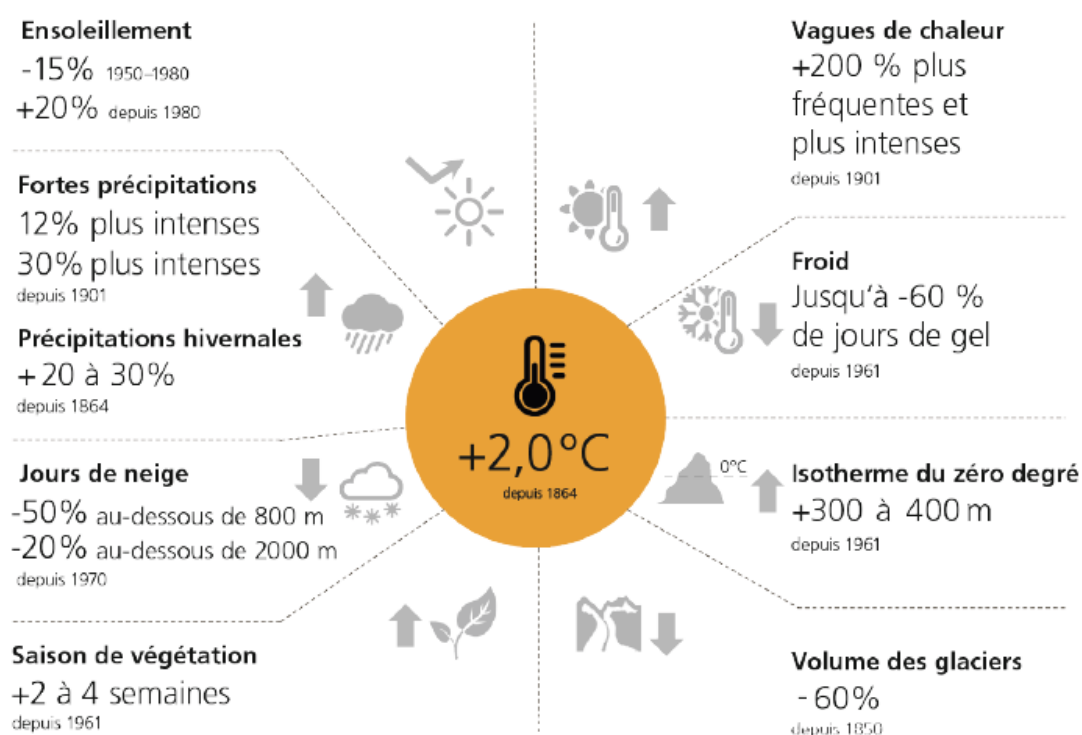 Ensoleillement
-15% 1950–1980
+20% depuis 1980
Fortes précipitations
12% plus intenses
30% plus intenses
depuis 1901
Précipitations hivernales
+20 à 30%
depuis 1864
Jours de neige
-50% au-dessous de 800 m
-20% au-dessous de 2000 m
depuis 1970
Saison de végétation
+2 à 4 semaines
depuis 1961
+2,0°C
depuis 1864
Vagues de chaleur
+200 % plus
fréquentes et
plus intenses
depuis 1901
Froid
Jusqu‘à -60 %
de jours de gel
depuis 1961
0°C
Isotherme du zéro degré
+300 à 400 m
depuis 1961
Volume des glaciers
- 60%
depuis 1850